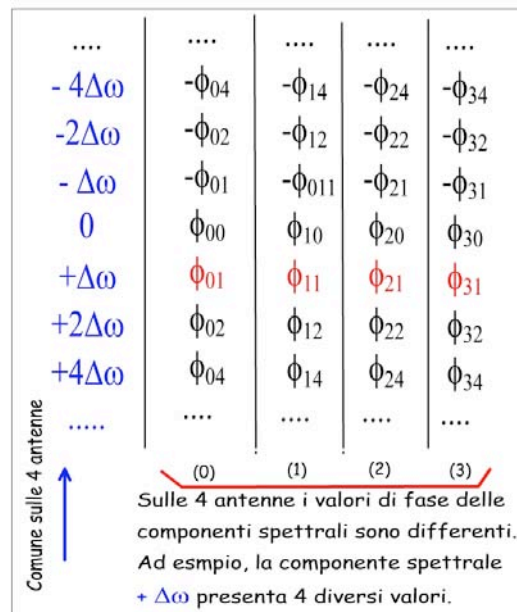 .... .... .... .... ....
- 4Δω -ϕ04 -ϕ14 -ϕ24 -ϕ34
-2Δω -ϕ02 -ϕ12 -ϕ22 -ϕ32
- Δω -ϕ01 -ϕ011 -ϕ21 -ϕ31
0 ϕ00 ϕ10 ϕ20 ϕ30
+Δω ϕ01 ϕ11 ϕ21 ϕ31
+2Δω ϕ02 ϕ12 ϕ22 ϕ32
+4Δω ϕ04 ϕ14 ϕ24 ϕ34
..... .... .... .... ....
(0) (1) (2) (3)
Comune sulle 4 antenne
Sulle 4 antenne i valori di fase delle
componenti spettrali sono differenti.
Ad esmpio, la componente spettrale
+ Δω presenta 4 diversi valori.